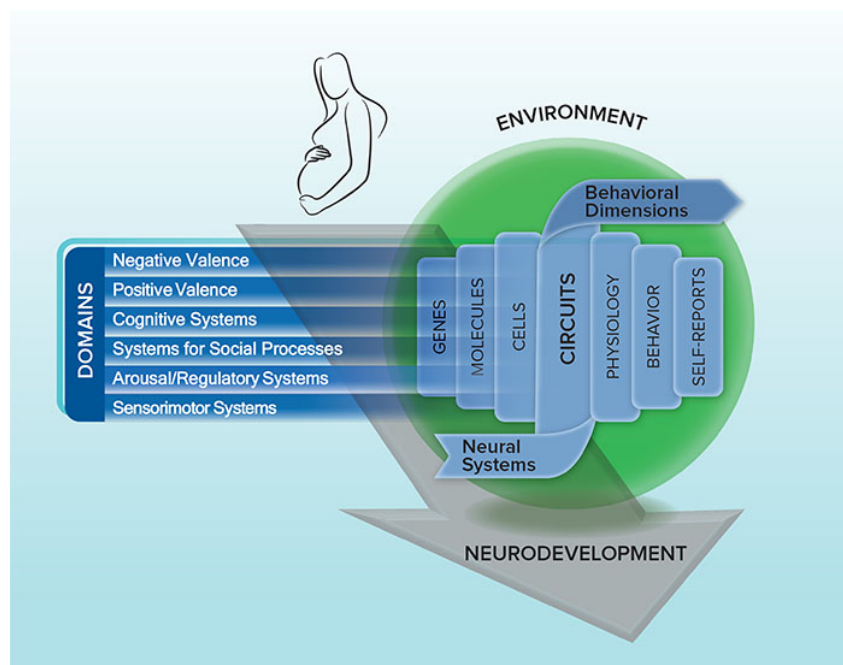 ENVIRONMENT
Behavioral
Dimensions
DOMAINS
Negative Valence
Positive Valence
Cognitive Systems
Systems for Social Processes
Arousal/Regulatory Systems
Sensorimotor Systems
GENES
MOLECULES
CELLS
CIRCUITS
PHYSIOLOGY
BEHAVIOR
SELF-REPORTS
Neural
Systems
NEURODEVELOPMENT